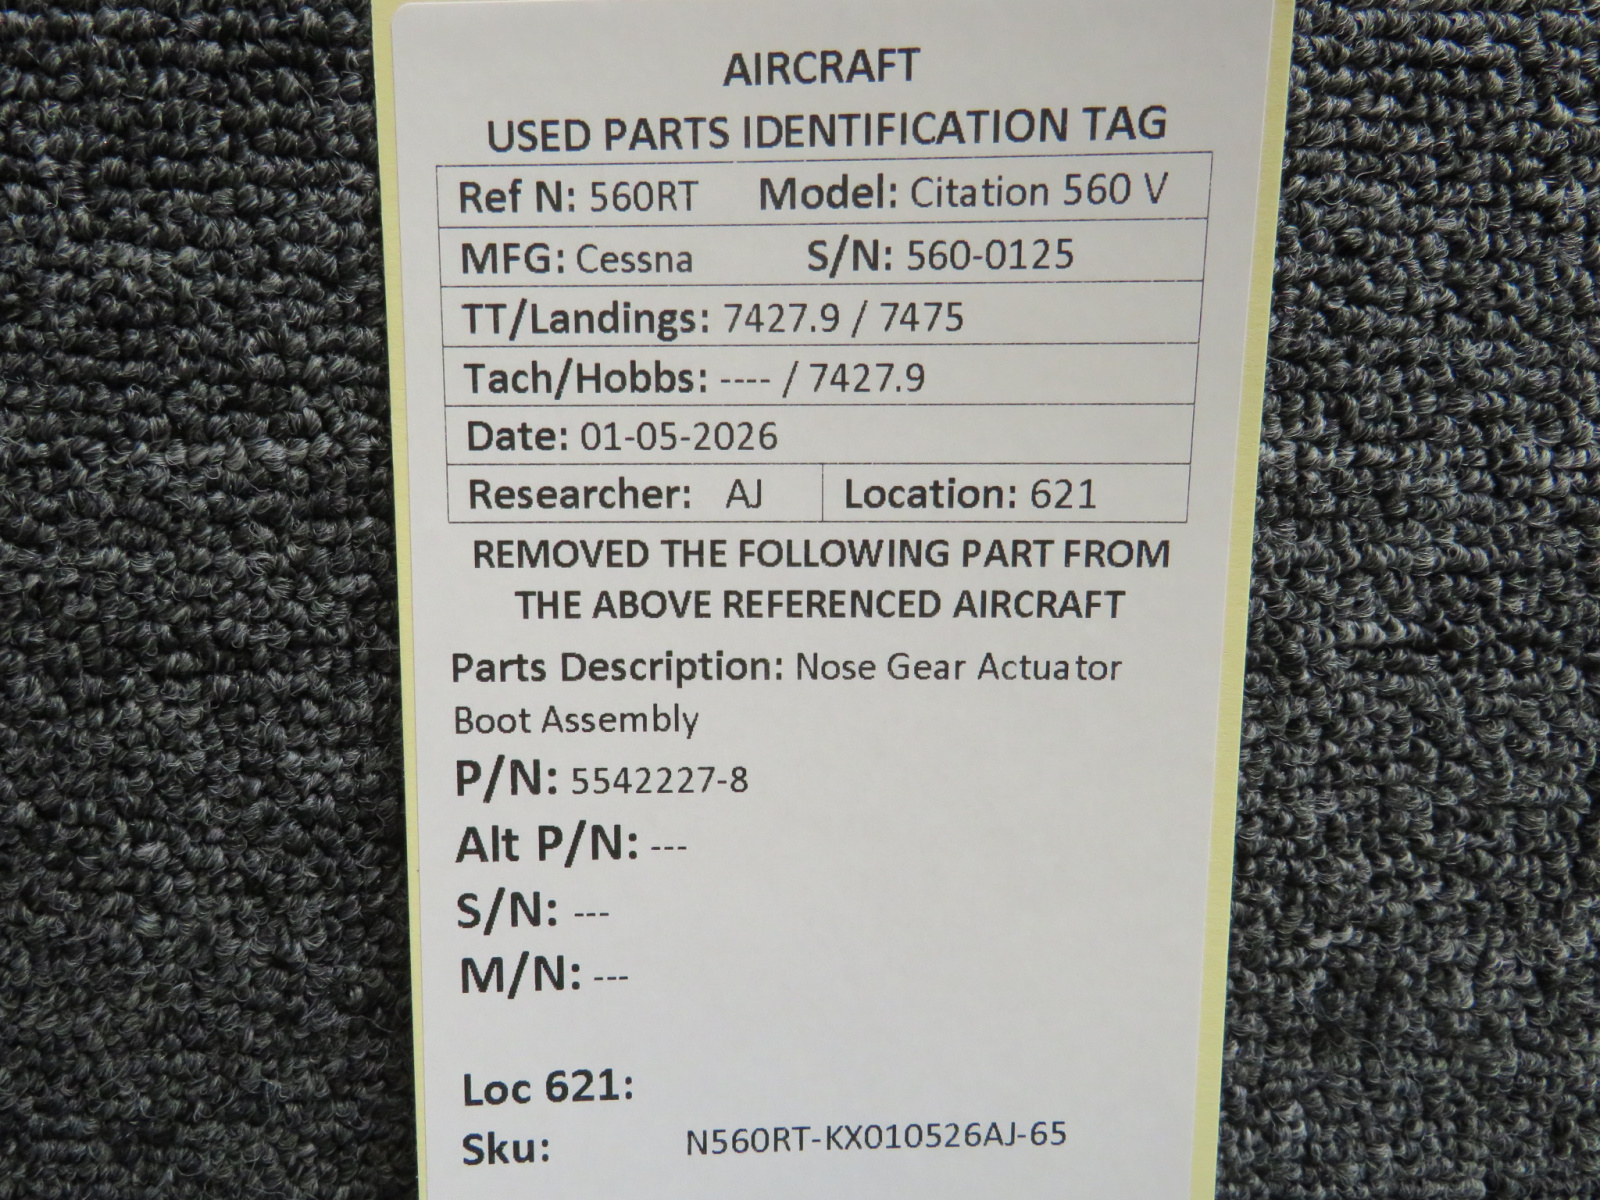 AIRCRAFT
USED PARTS IDENTIFICATION TAG
Ref N: 560RT Model: Citation 560 V
MFG: Cessna S/N: 560-0125
TT/Landings: 7427.9 / 7475
Tach/Hobbs: ---- / 7427.9
Date: 01-05-2026
Researcher: AJ Location: 621
REMOVED THE FOLLOWING PART FROM
THE ABOVE REFERENCED AIRCRAFT
Parts Description: Nose Gear Actuator
Boot Assembly
P/N: 5542227-8
Alt P/N: ---
S/N: ---
M/N: ---
Loc 621:
Sku: N560RT-KX010526AJ-65